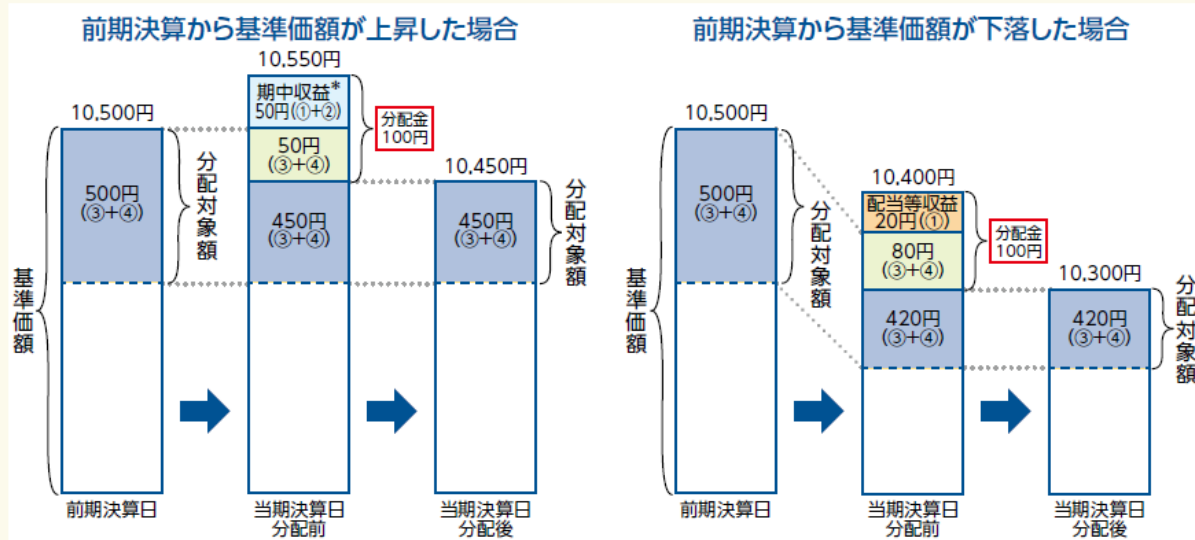 前期決算から基準価額が上昇した場合
10,500円
500円
(③+④)
分配対象額
基準価額
10,550円
期中収益*
50円(①+②)
50円
(③+④)
450円
(③+④)
分配金
100円
10,450円
450円
(③+④)
分配対象額
前期決算日
当期決算日
分配前
当期決算日
分配後
前期決算から基準価額が下落した場合
10,500円
500円
(③+④)
分配対象額
基準価額
10,400円
配当等収益
20円(①)
80円
(③+④)
420円
(③+④)
分配金
100円
10,300円
420円
(③+④)
分配対象額
前期決算日
当期決算日
分配前
当期決算日
分配後